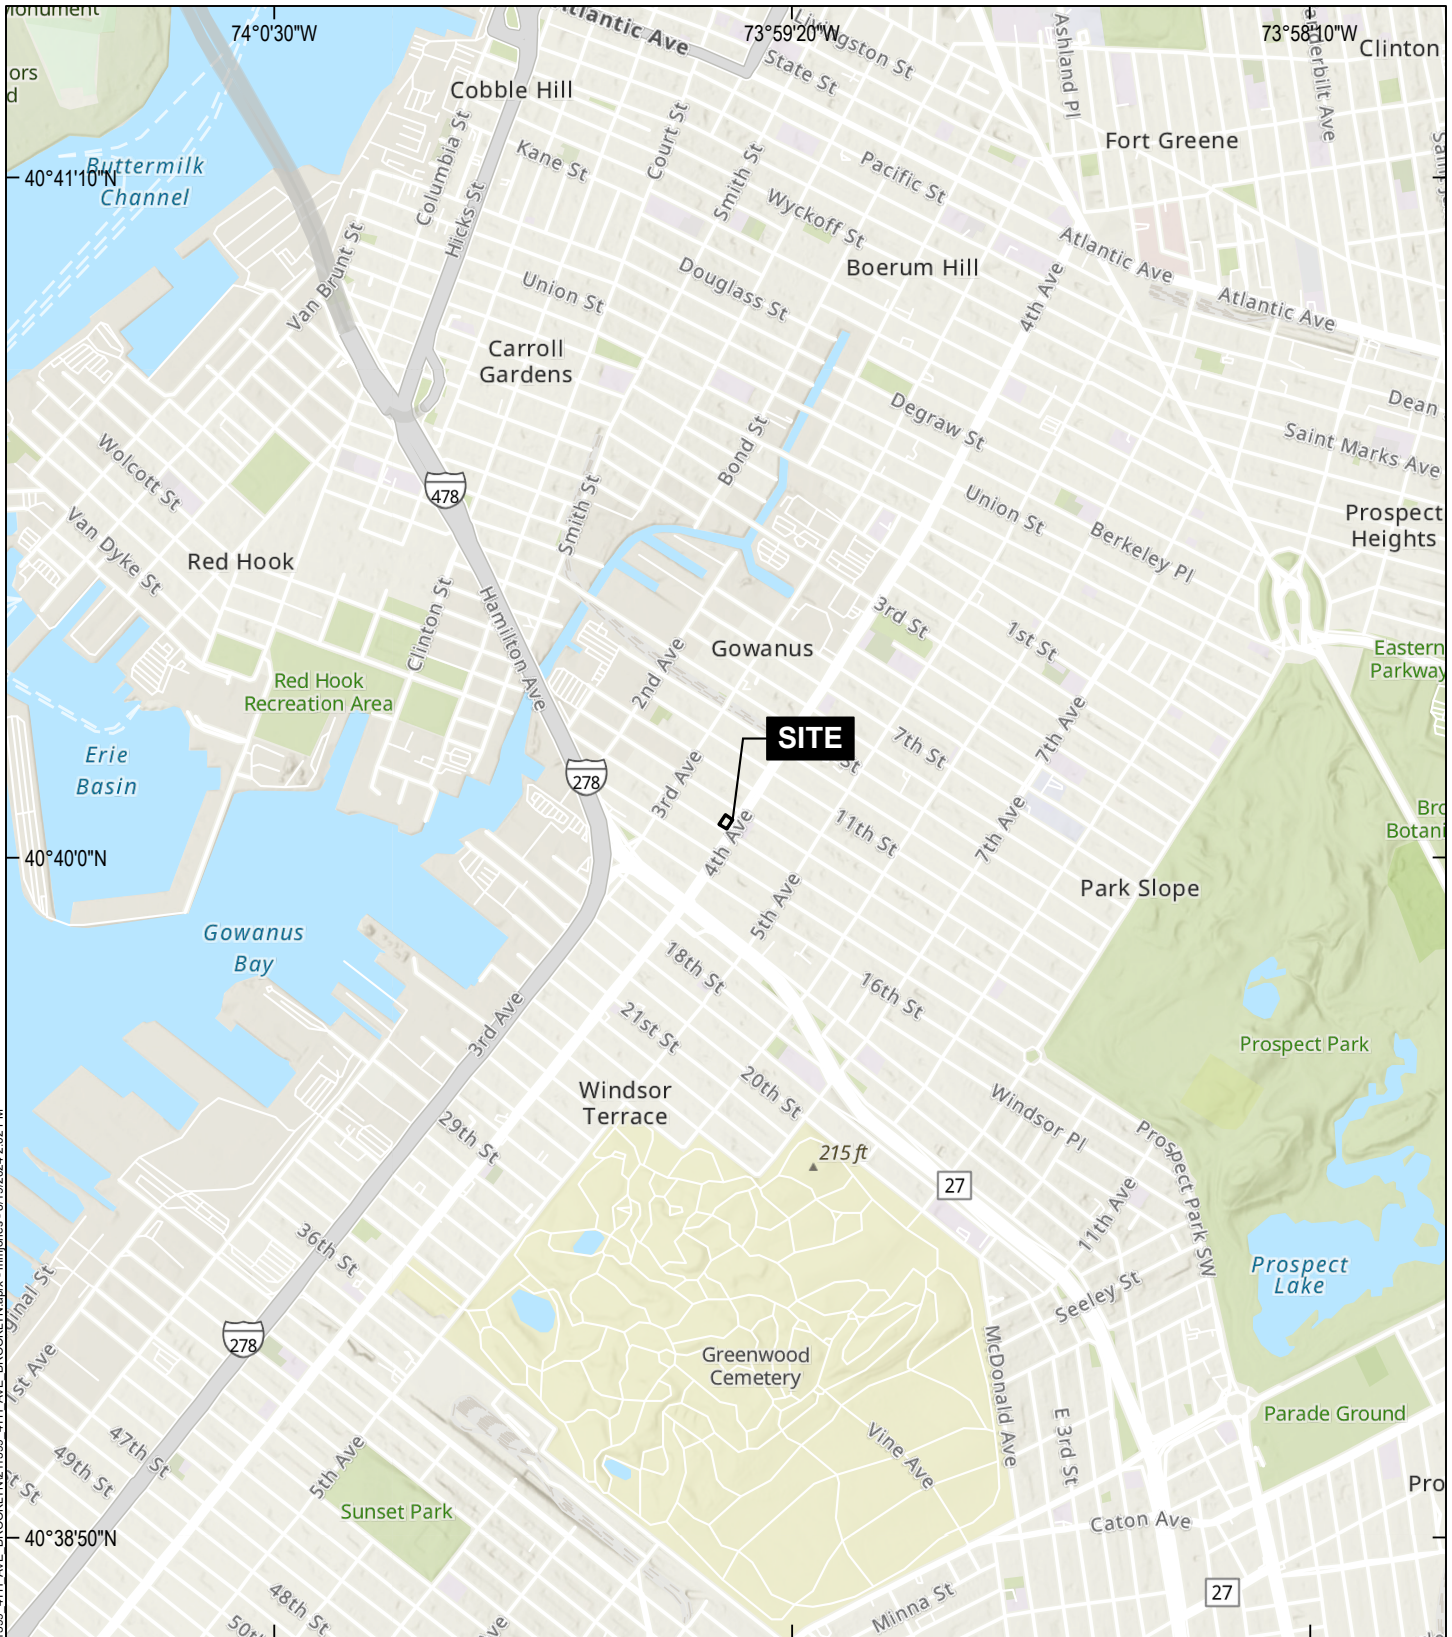 74°0'30"W
73°59'20"W
73°58'10"W
Atlantic Ave
Livingston St
State St
Ashland Pl
Clinton
Cobble Hill
Fort Greene
Columbia St
Court St
Kane St
Smith St
Pacific St
Buttermilk
Channel
40°41'10"N
Hicks St
Wyckoff St
Van Brunt St
Union St
Douglass St
Boerum Hill
4th Ave
Atlantic Ave
Atlantic Ave
Carroll
Gardens
Degraw St
Dean
Saint Marks Ave
Wolcott St
Bond St
478
Smith St
Union St
Berkeley Pl
Prospect
Heights
Van Dyke St
Red Hook
Clinton St
Hamilton Ave
3rd St
1st St
Gowanus
2nd Ave
Eastern
Parkway
Red Hook
Recreation Area
SITE
7th St
7th Ave
St
Erie
Basin
278
3rd Ave
4th Ave
11th St
7th Ave
40°40'0"N
5th Ave
Park Slope
Gowanus
Bay
18th St
16th St
3rd Ave
21st St
Prospect Park
Windsor
Terrace
20th St
Windsor Pl
29th St
215 ft
Prospect Park SW
27
11th Ave
36th St
Seeley St
Prospect
Lake
278
1st Ave
McDonald Ave
Greenwood
Cemetery
E 3rd St
Parade Ground
47th St
49th St
5th Ave
Vine Ave
Sunset Park
Caton Ave
40°38'50"N
48th St
Minna St
27